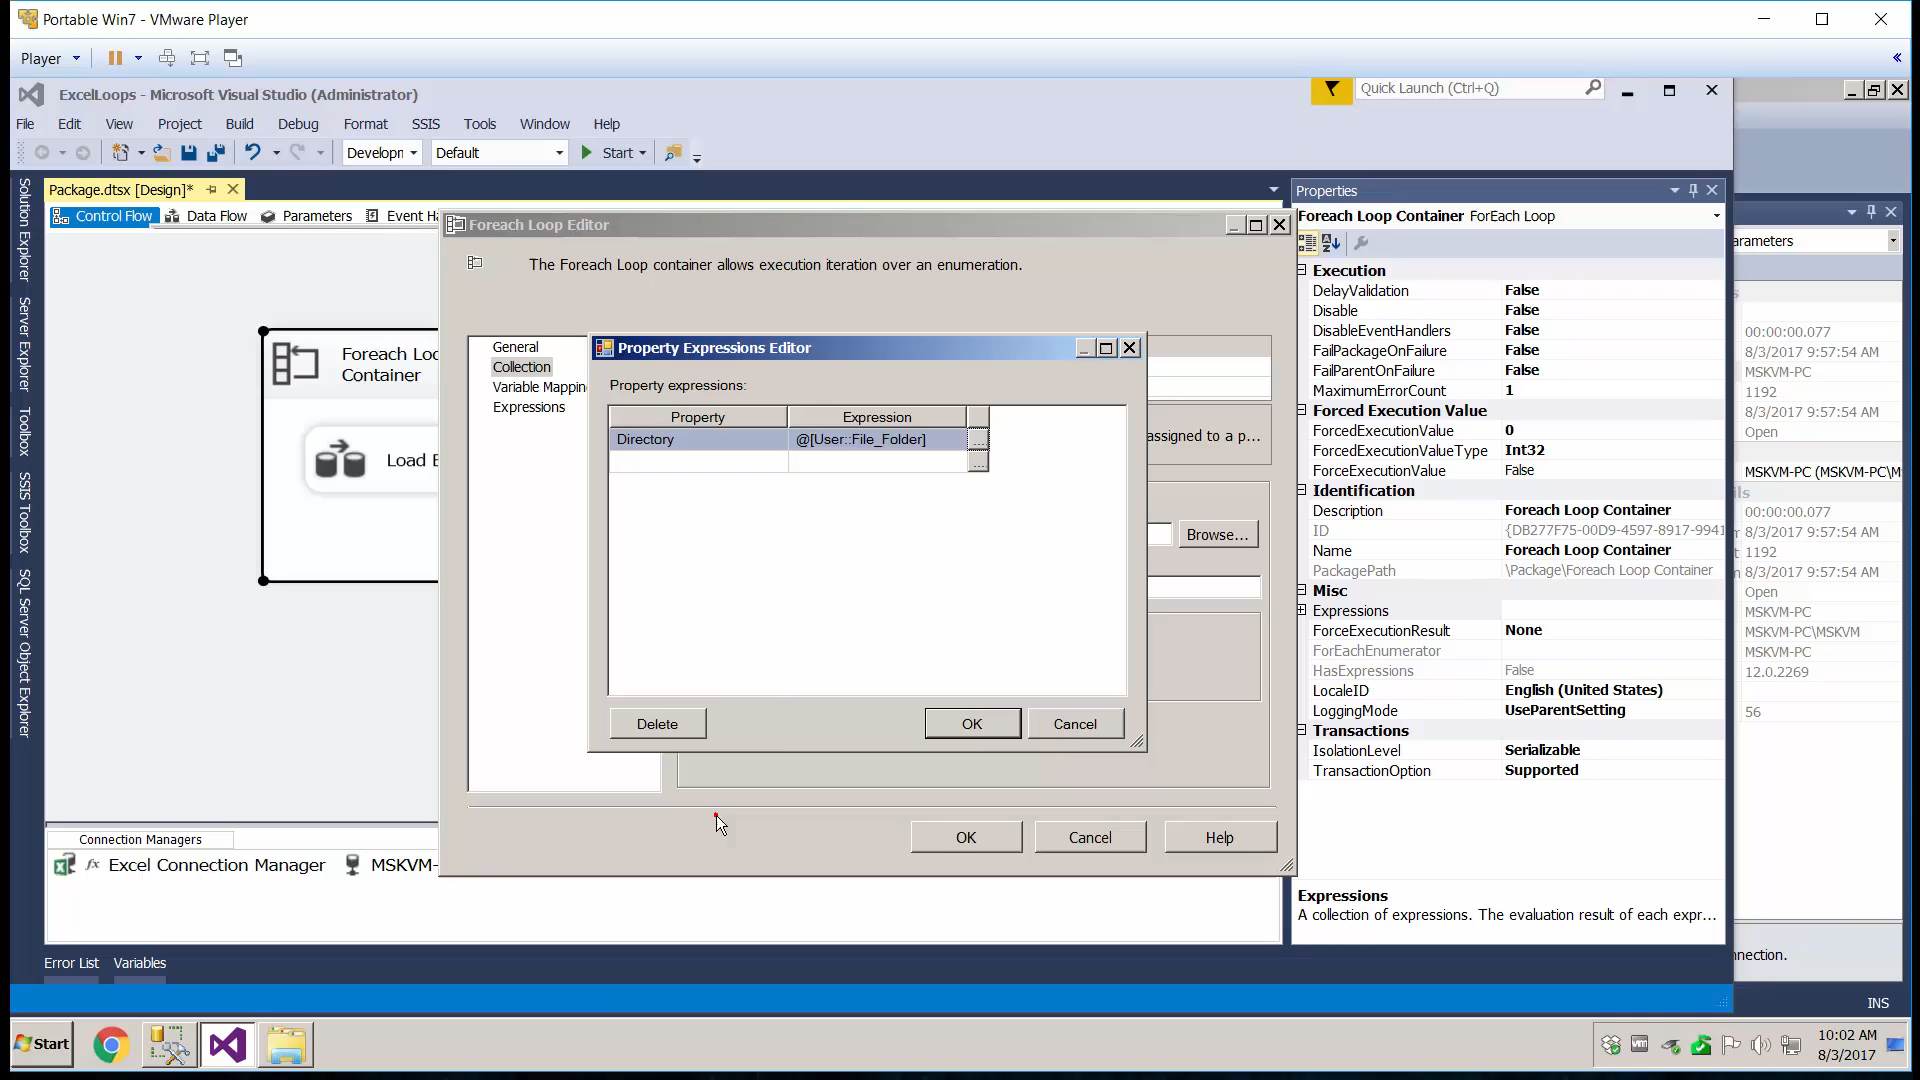 Portable Win7 - VMware Player
Player
«
ExcelLoops - Microsoft Visual Studio (Administrator)
Quick Launch (Ctrl+Q)
File Edit View Project Build Debug Format SSIS Tools Window Help
Developn Default Start
Solution Explorer
Server Explorer
Toolbox
SSIS Toolbox
SQL Server Object Explorer
Package.dtsx [Design]*
Control Flow Data Flow Parameters Event Ha
Foreach Loo
Container
Load E
Connection Managers
fx Excel Connection Manager MSKVM-
Error List Variables
Foreach Loop Editor
The Foreach Loop container allows execution iteration over an enumeration.
General
Collection
Variable Mappin
Expressions
assigned to a p...
Browse...
OK Cancel Help
Property Expressions Editor
Property expressions:
Property Expression
Directory @[User::File_Folder] ...
...
Delete OK Cancel
Properties
Foreach Loop Container ForEach Loop
Execution
DelayValidation False
Disable False
DisableEventHandlers False
FailPackageOnFailure False
FailParentOnFailure False
MaximumErrorCount 1
Forced Execution Value
ForcedExecutionValue 0
ForcedExecutionValueType Int32
ForceExecutionValue False
Identification
Description Foreach Loop Container
ID {DB277F75-00D9-4597-8917-9941
Name Foreach Loop Container
PackagePath \Package\Foreach Loop Container
Misc
Expressions
ForceExecutionResult None
ForEachEnumerator
HasExpressions False
LocaleID English (United States)
LoggingMode UseParentSetting
Transactions
IsolationLevel Serializable
TransactionOption Supported
Expressions
A collection of expressions. The evaluation result of each expr...
arameters
00:00:00.077
8/3/2017 9:57:54 AM
MSKVM-PC
1192
8/3/2017 9:57:54 AM
Open
MSKVM-PC (MSKVM-PC\M
ils
00:00:00.077
8/3/2017 9:57:54 AM
1192
8/3/2017 9:57:54 AM
Open
MSKVM-PC
MSKVM-PC\MSKVM
MSKVM-PC
12.0.2269
56
nnection.
INS
Start
vm
10:02 AM
8/3/2017